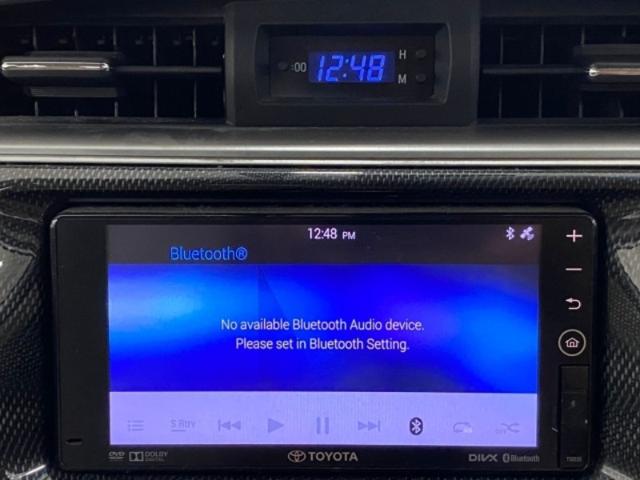 :00 12:48 H
M
12:48 PM
Bluetooth®
No available Bluetooth Audio device.
Please set in Bluetooth Setting.
DVD DOLBY DIGITAL TOYOTA DIVX Bluetooth